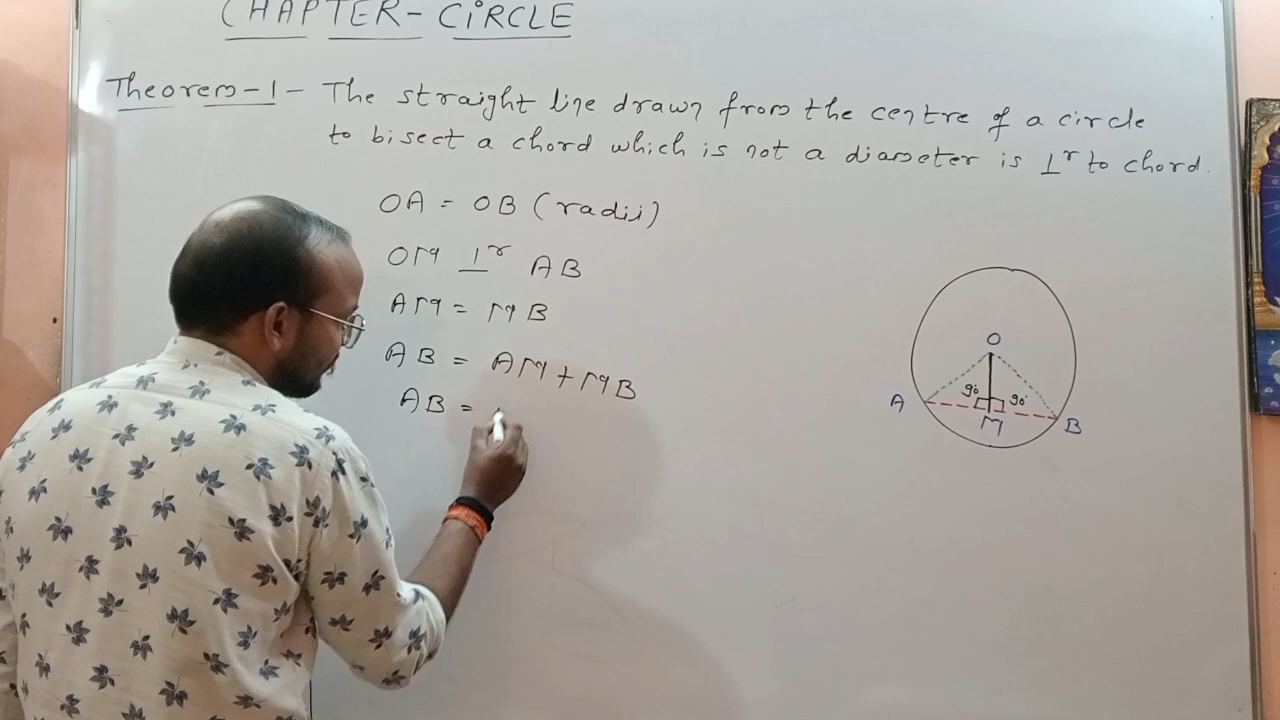 CHAPTER - CIRCLE
Theorem-1 - The straight line drawn from the centre of a circle
to bisect a chord which is not a diameter is ⊥r to chord.
OA = OB (radii)
OM ⊥r AB
AM = MB
AB = AM + MB
AB =
O
90°
90°
A
M
B